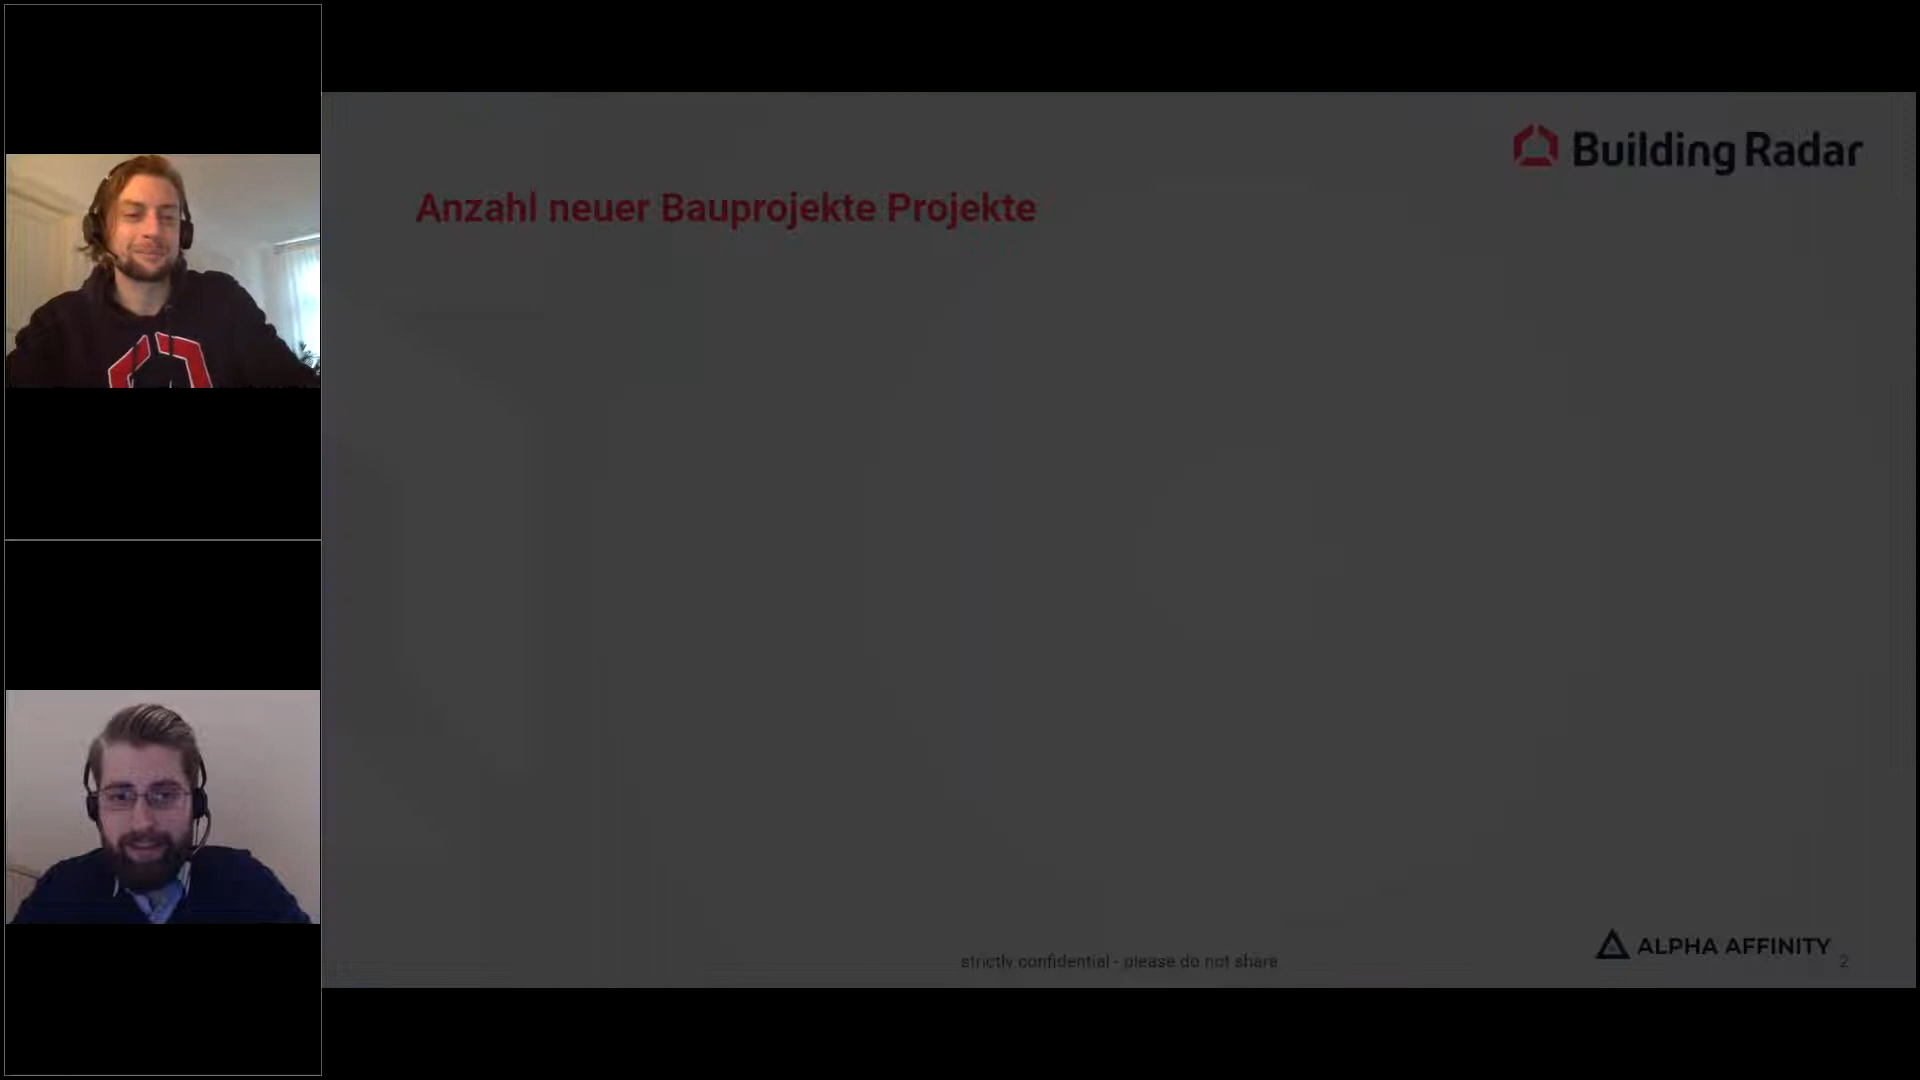 Building Radar
Anzahl neuer Bauprojekte Projekte
strictly confidential - please do not share
ALPHA AFFINITY
2